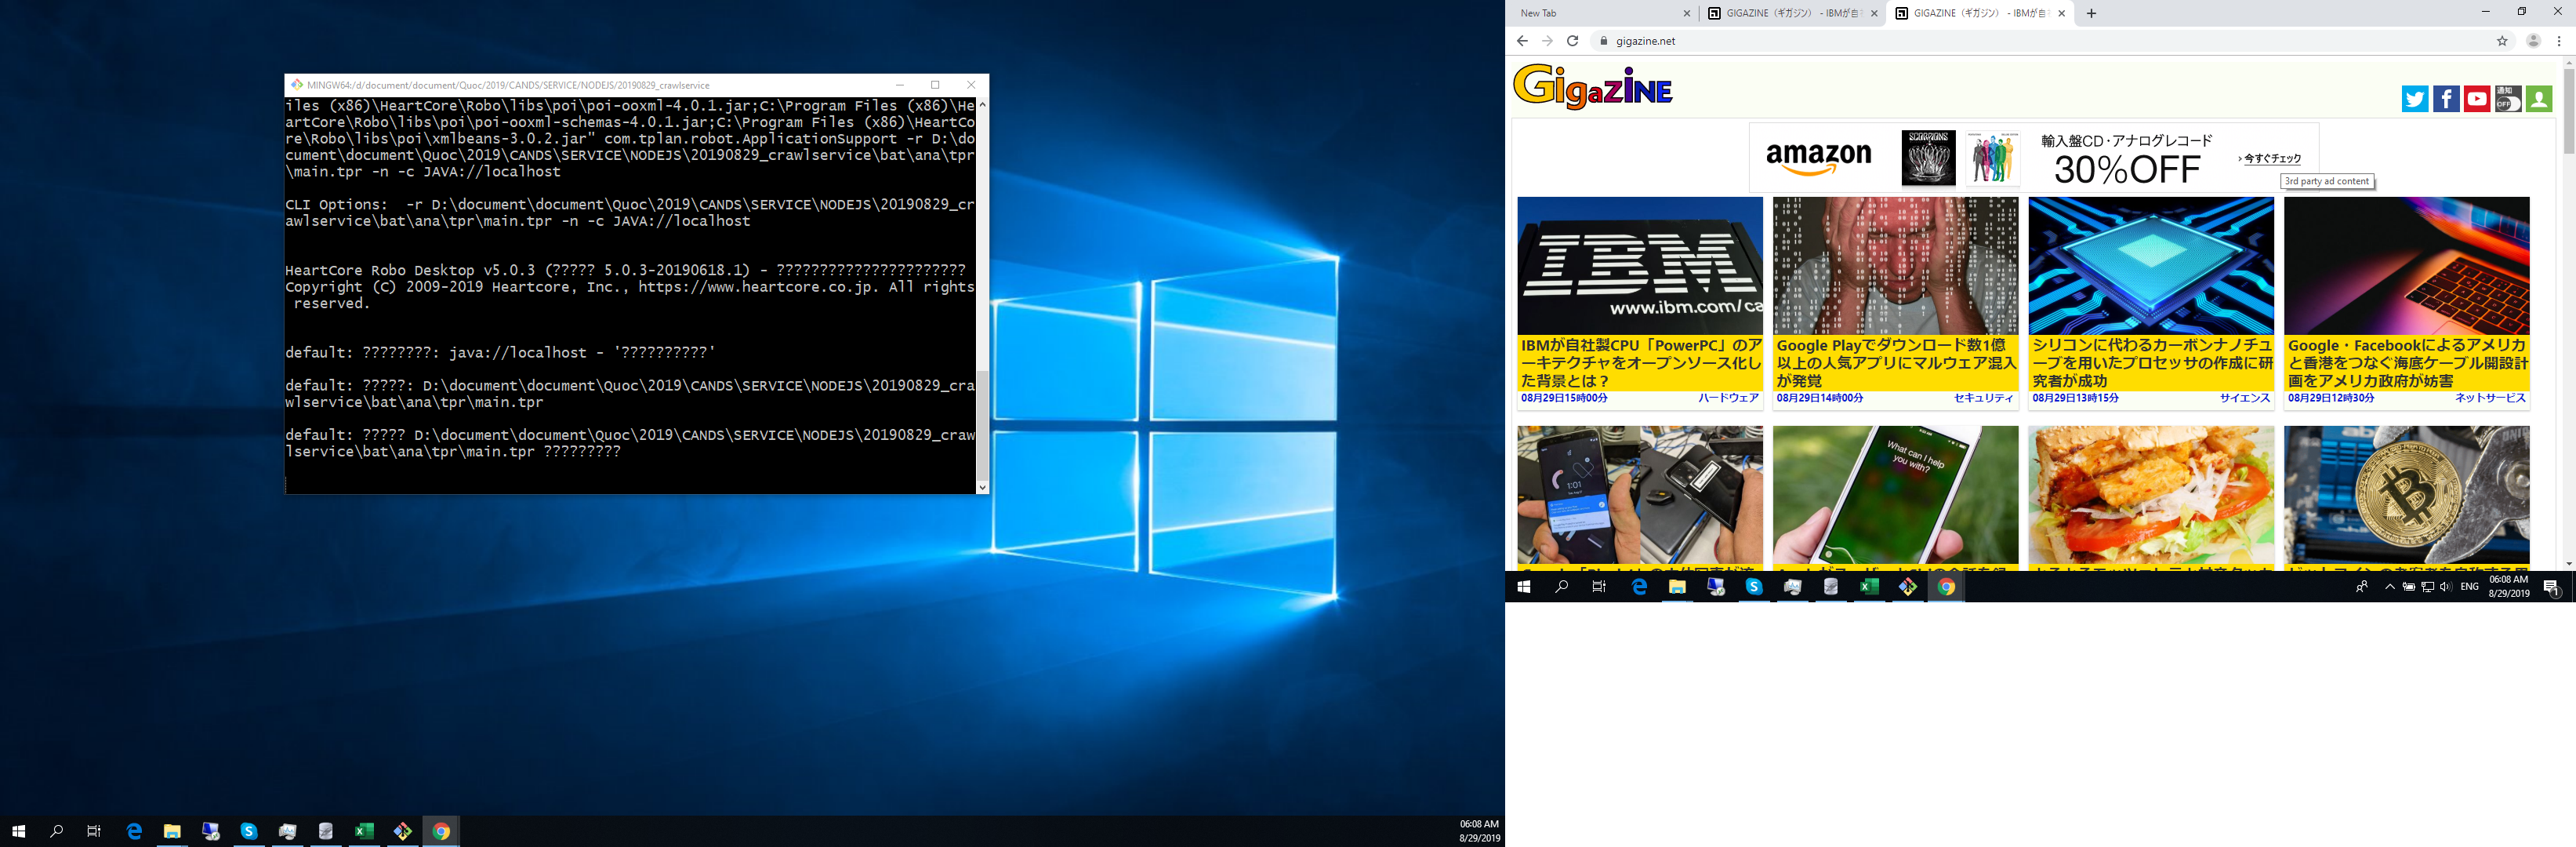 MINGW64:/d/document/document/Quoc/2019/CANDS/SERVICE/NODEJS/20190829_crawlservice
iles (x86)\HeartCore\Robo\libs\poi\poi-ooxml-4.0.1.jar;C:\Program Files (x86)\He
artCore\Robo\libs\poi\poi-ooxml-schemas-4.0.1.jar;C:\Program Files (x86)\HeartCo
re\Robo\libs\poi\xmlbeans-3.0.2.jar" com.tplan.robot.ApplicationSupport -r D:\do
cument\document\Quoc\2019\CANDS\SERVICE\NODEJS\20190829_crawlservice\bat\ana\tpr
\main.tpr -n -c JAVA://localhost
CLI Options:  -r D:\document\document\Quoc\2019\CANDS\SERVICE\NODEJS\20190829_cr
awlservice\bat\ana\tpr\main.tpr -n -c JAVA://localhost
HeartCore Robo Desktop v5.0.3 (????? 5.0.3-20190618.1) - ??????????????????????
Copyright (C) 2009-2019 Heartcore, Inc., https://www.heartcore.co.jp. All rights
 reserved.
default: ????????: java://localhost - '??????????'
default: ?????: D:\document\document\Quoc\2019\CANDS\SERVICE\NODEJS\20190829_cra
wlservice\bat\ana\tpr\main.tpr
default: ????? D:\document\document\Quoc\2019\CANDS\SERVICE\NODEJS\20190829_craw
lservice\bat\ana\tpr\main.tpr ?????????
06:08 AM
8/29/2019
New Tab
GIGAZINE（ギガジン） - IBMが自
GIGAZINE（ギガジン） - IBMが自
gigazine.net
GIGAZINE
通知
OFF
amazon
SCORPIONS
輸入盤CD・アナログレコード
30%OFF
› 今すぐチェック
3rd party ad content
IBM
www.ibm.com/ca
IBMが自社製CPU「PowerPC」のア
ーキテクチャをオープンソース化し
た背景とは？
08月29日15時00分 ハードウェア
Google Playでダウンロード数1億
以上の人気アプリにマルウェア混入
が発覚
08月29日14時00分 セキュリティ
シリコンに代わるカーボンナノチュ
ーブを用いたプロセッサの作成に研
究者が成功
08月29日13時15分 サイエンス
Google・Facebookによるアメリカ
と香港をつなぐ海底ケーブル開設計
画をアメリカ政府が妨害
08月29日12時30分 ネットサービス
1:01
What can I help
you with?
ENG
06:08 AM
8/29/2019
1